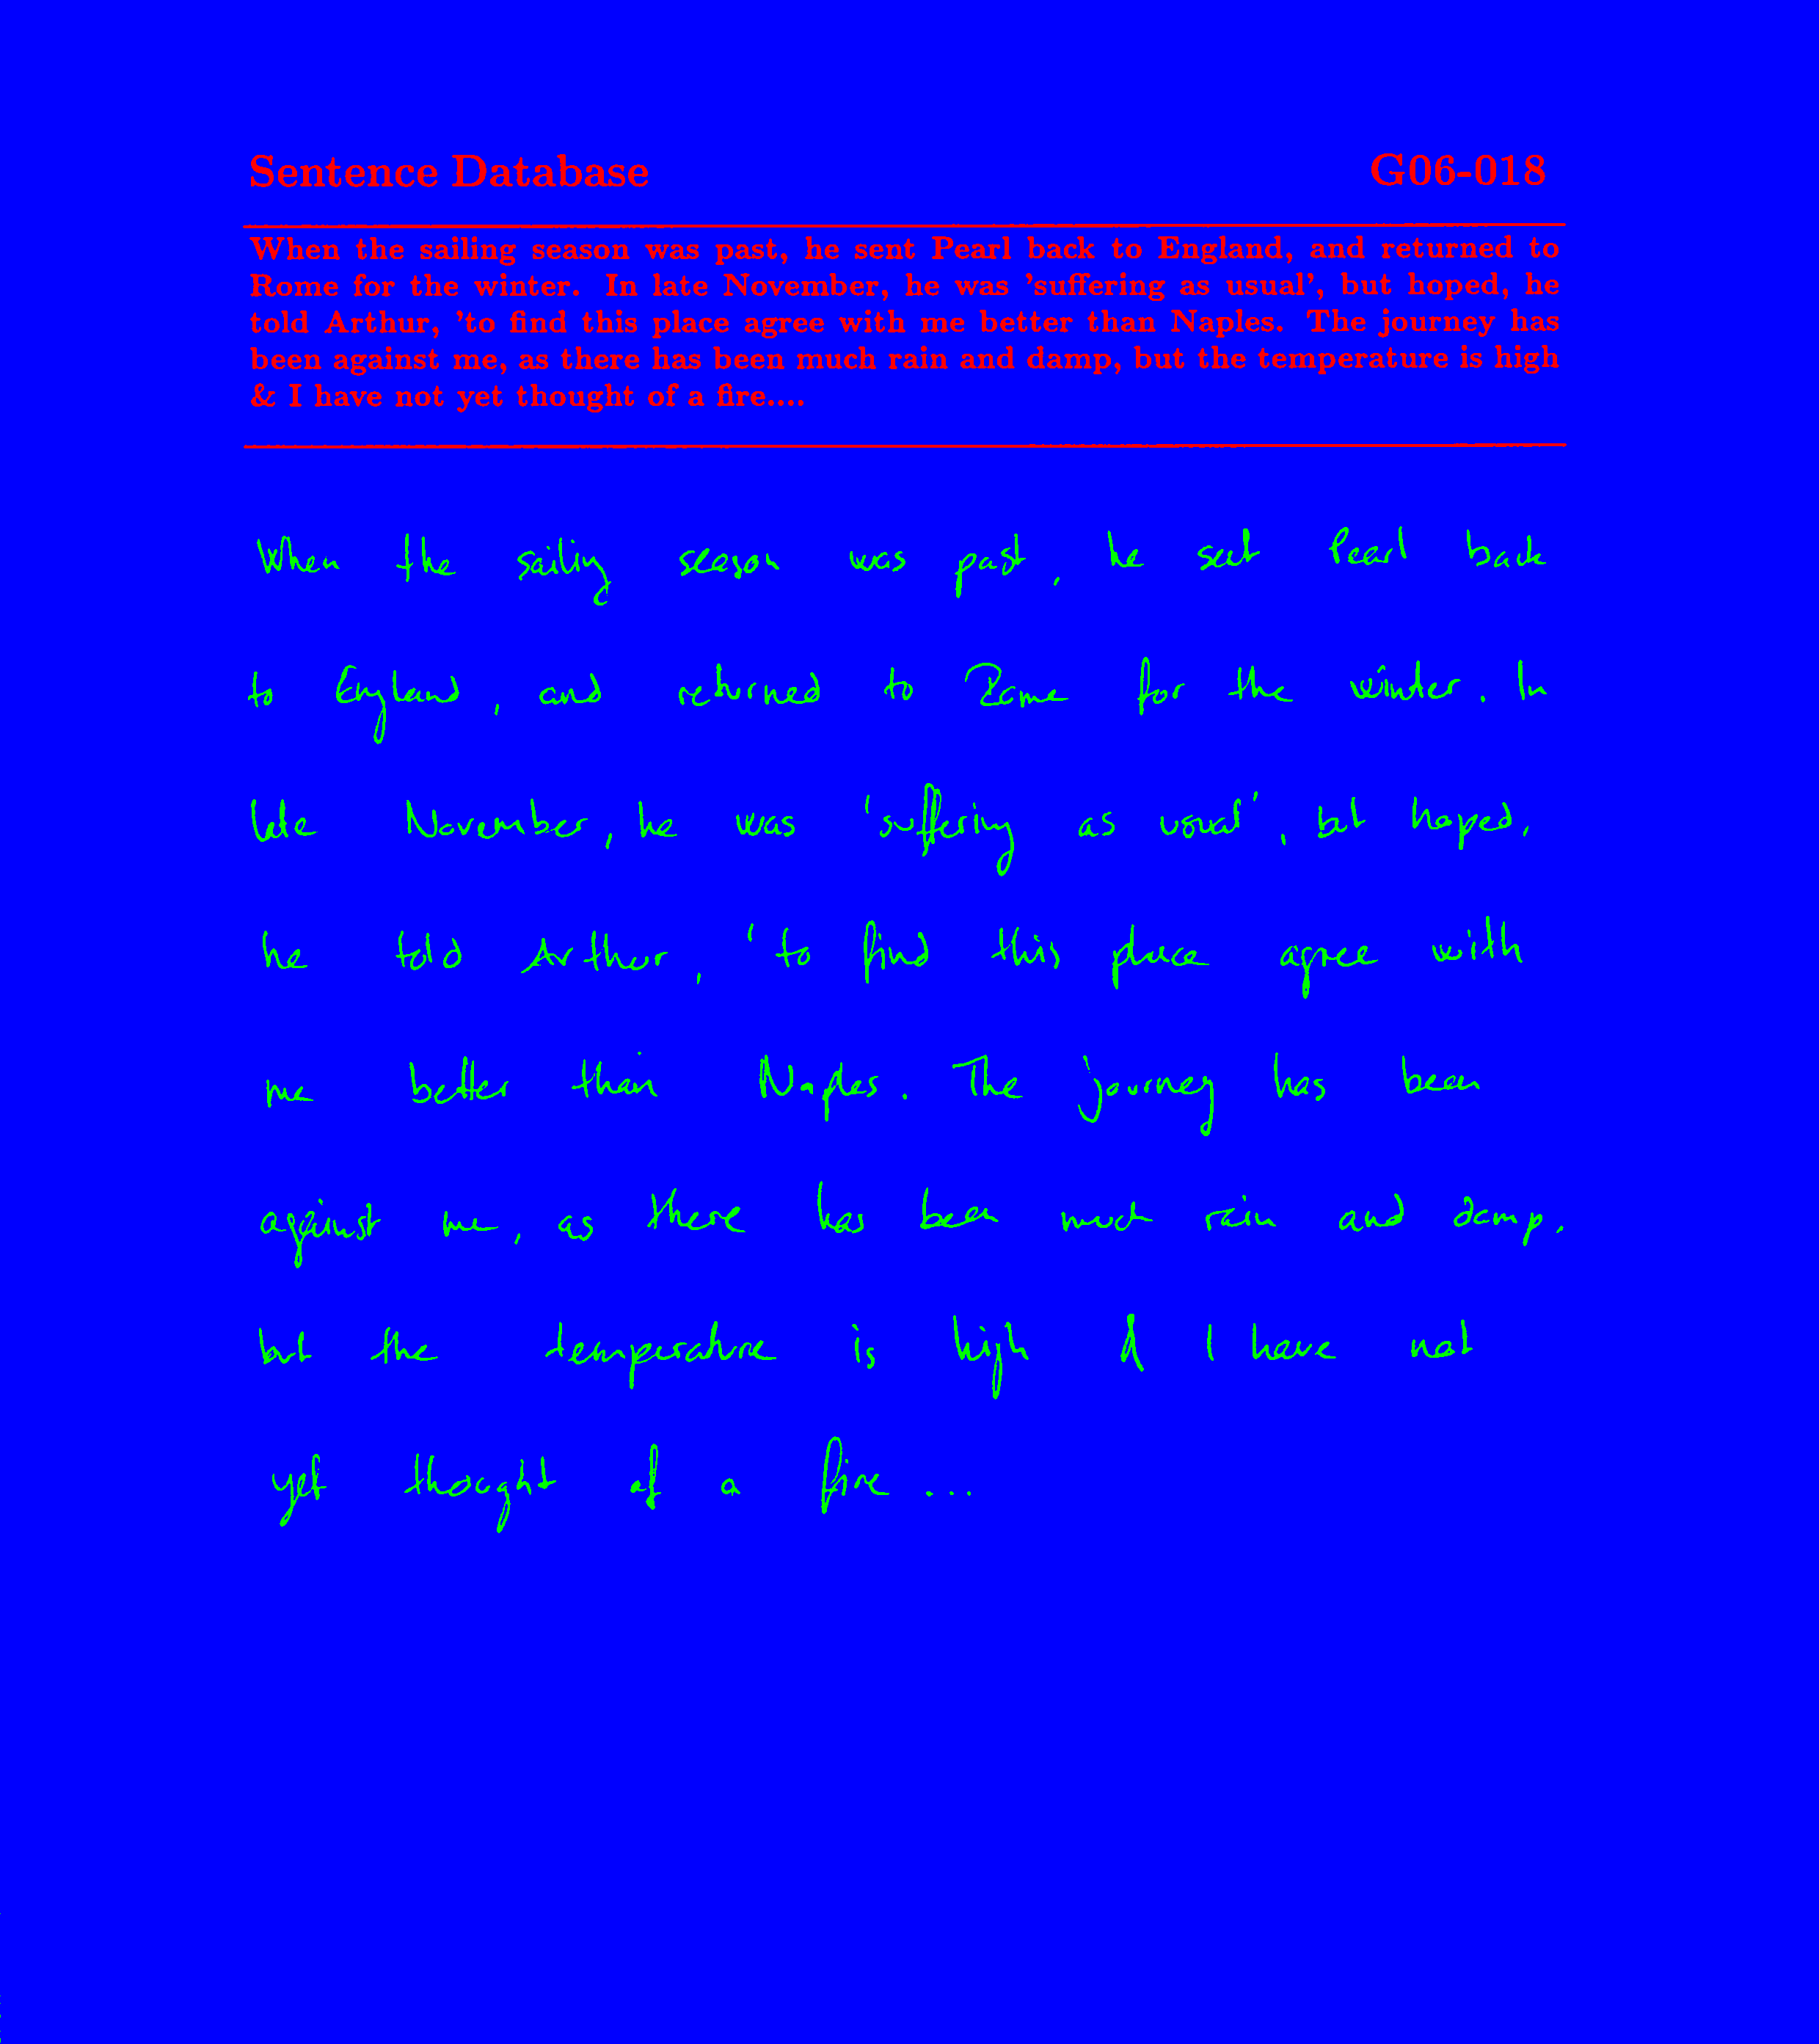 Sentence Database G06-018
When the sailing season was past, he sent Pearl back to England, and returned to
Rome for the winter. In late November, he was 'suffering as usual', but hoped, he
told Arthur, 'to find this place agree with me better than Naples. The journey has
been against me, as there has been much rain and damp, but the temperature is high
& I have not yet thought of a fire....
When the sailing season was past, he sent Pearl back
to England, and returned to Rome for the winter. In
late November, he was 'suffering as usual', but hoped,
he told Arthur, 'to find this place agree with
me better than Naples. The journey has been
against me, as there has been much rain and damp,
but the temperature is high & I have not
yet thought of a fire...